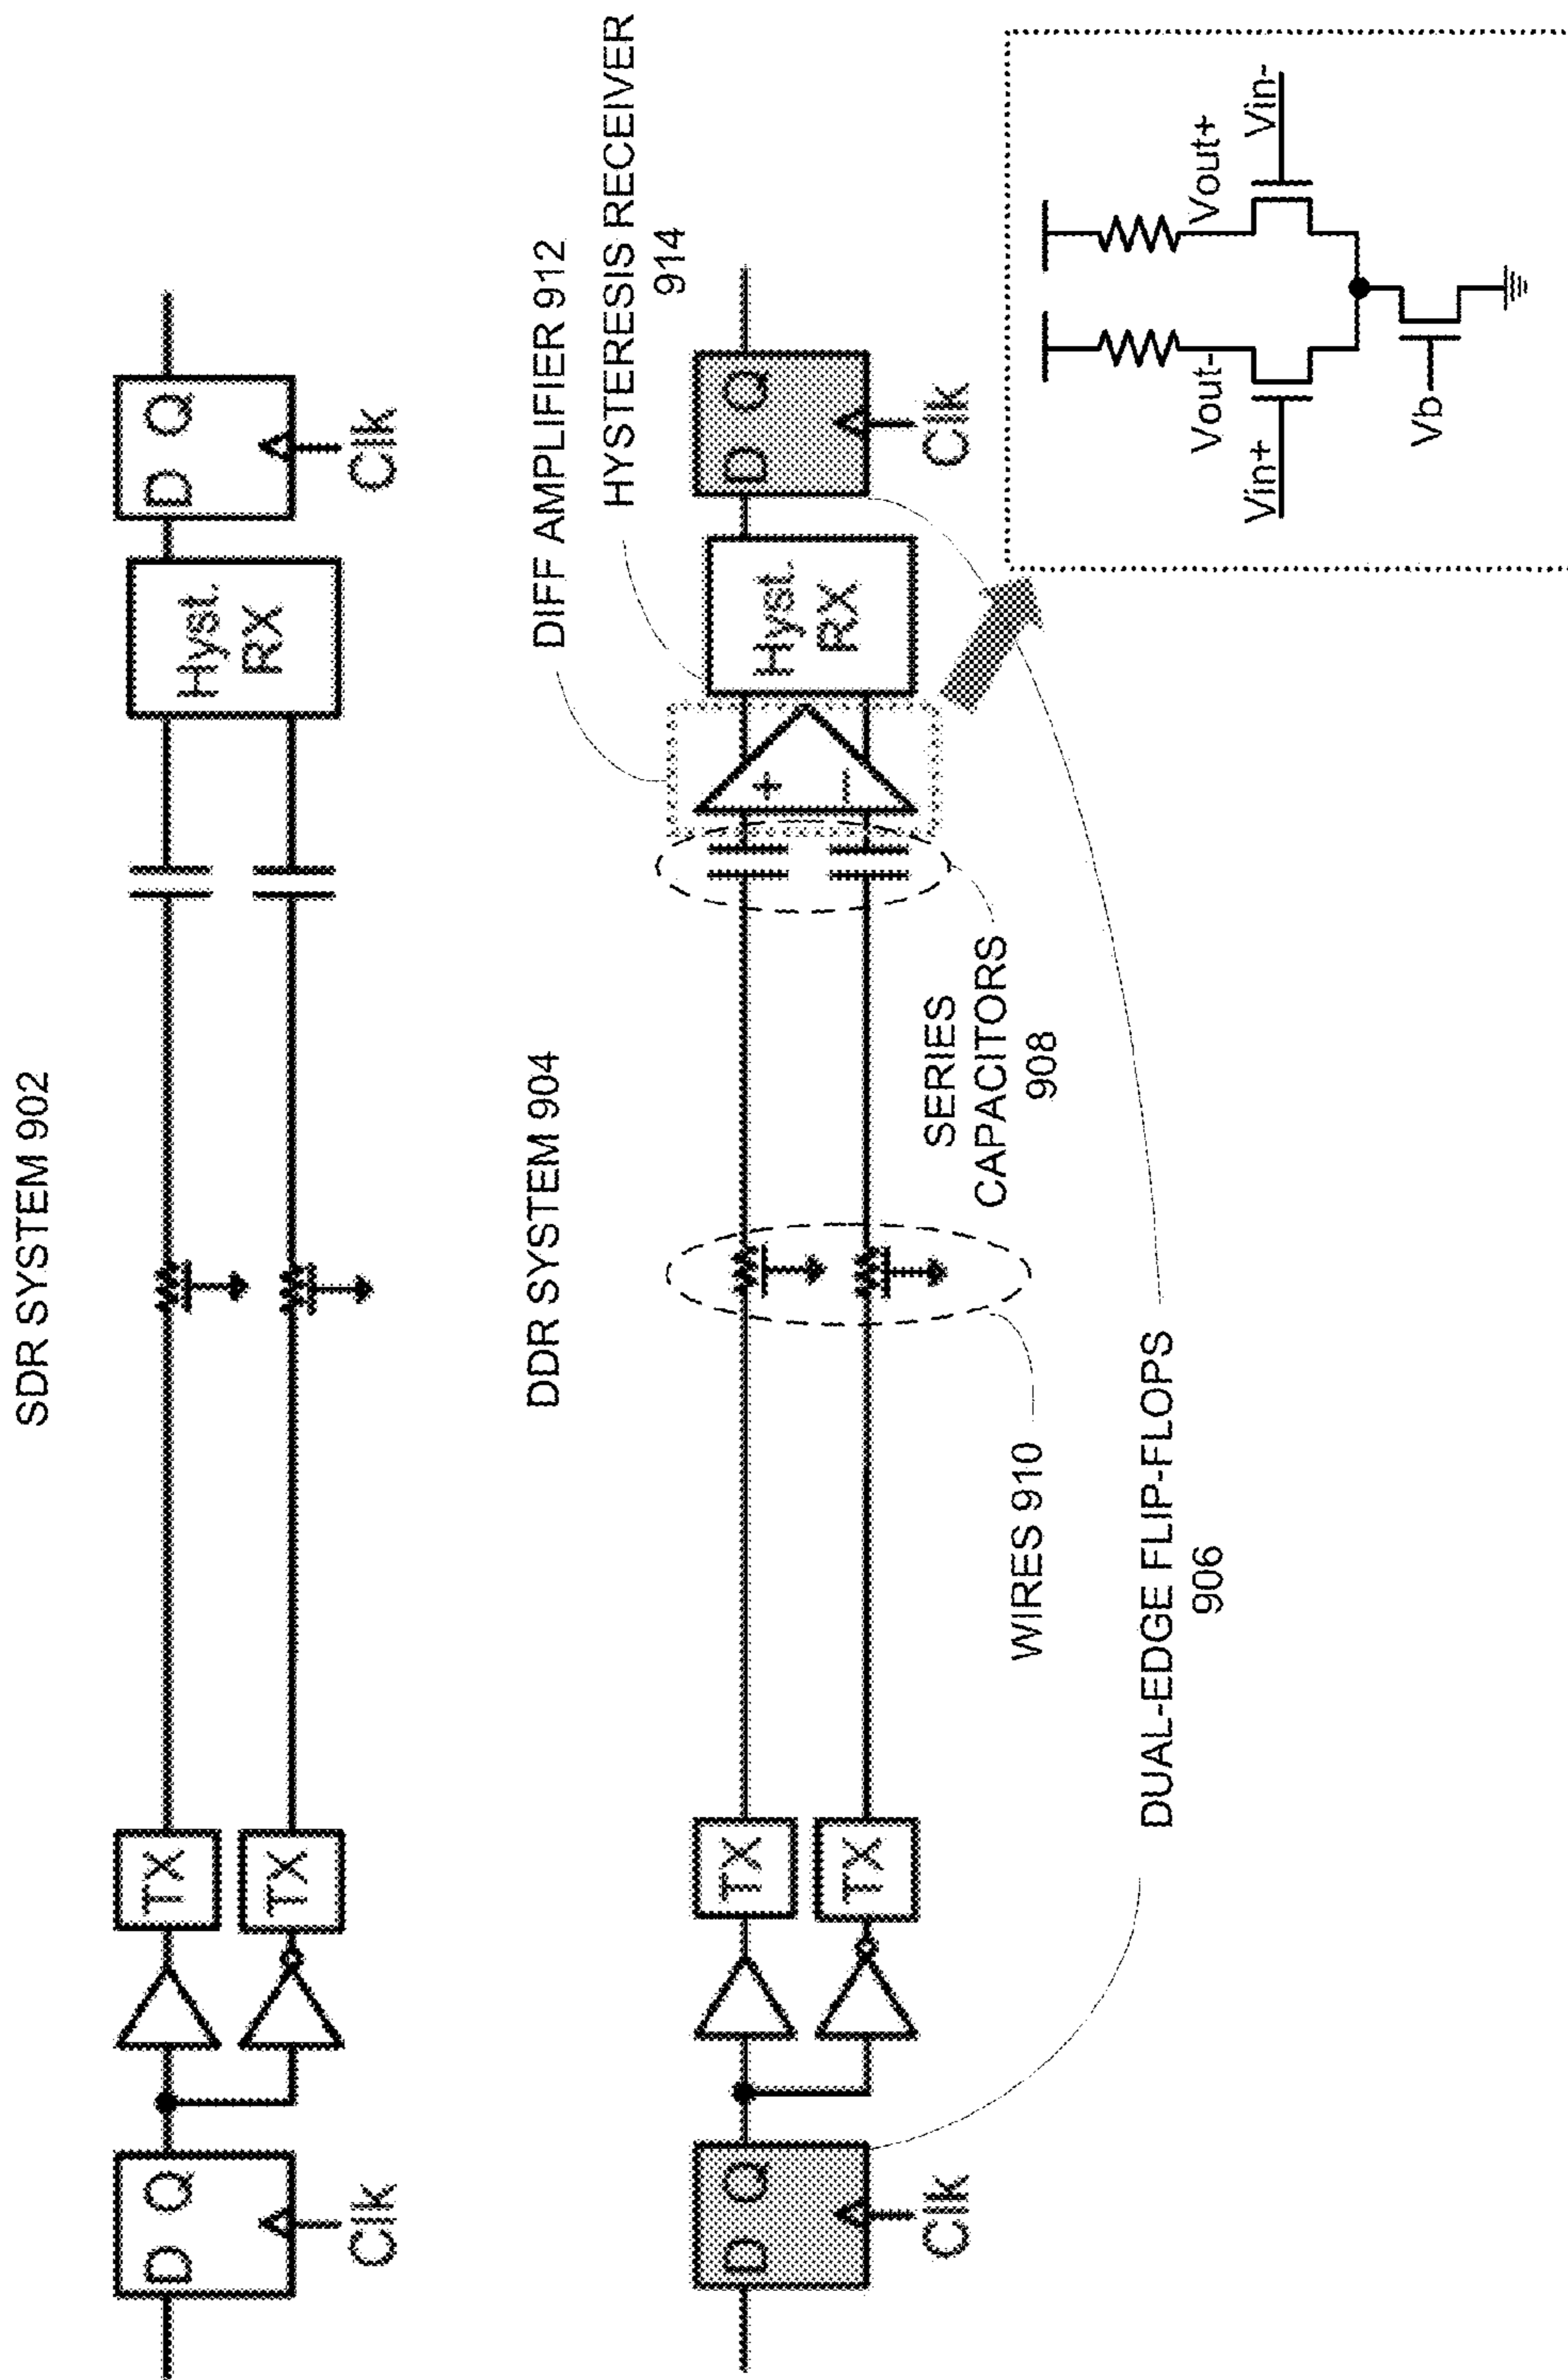 SDR SYSTEM 902
D Q
Clk
TX
TX
Hyst.
RX
D Q
Clk
DDR SYSTEM 904
DIFF AMPLIFIER 912
HYSTERESIS RECEIVER
914
D Q
Clk
TX
TX
+
−
Hyst.
RX
D Q
Clk
SERIES
CAPACITORS
908
WIRES 910
DUAL-EDGE FLIP-FLOPS
906
Vout-
Vout+
Vin+
Vin-
Vb